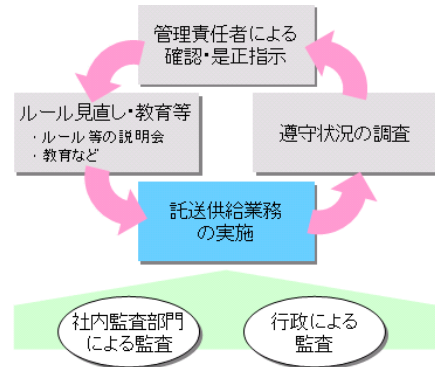 管理責任者による
確認・是正指示
ルール見直し・教育等
・ルール等の説明会
・教育など
遵守状況の調査
託送供給業務
の実施
社内監査部門
による監査
行政による
監査